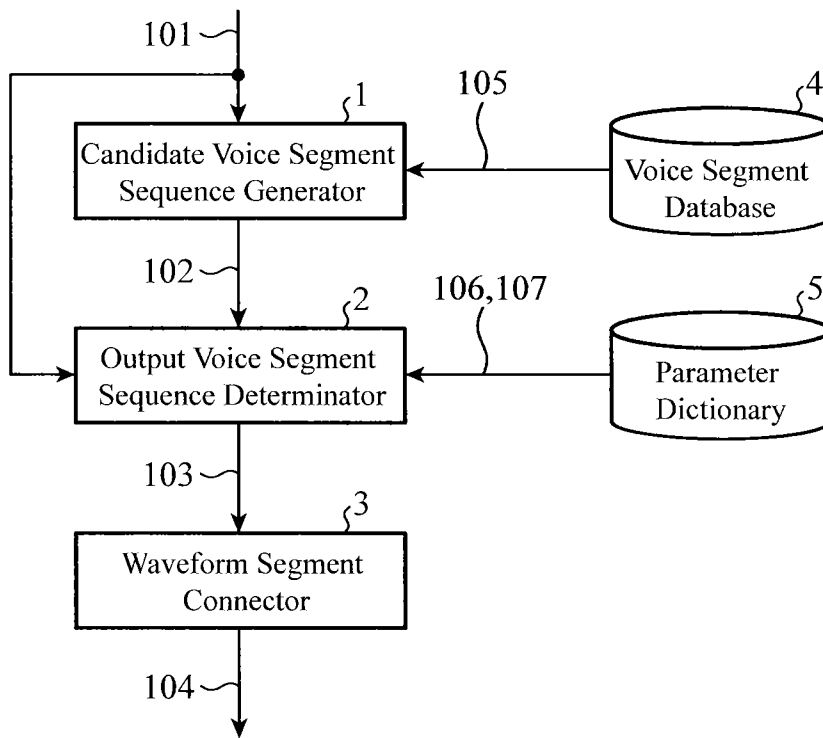 101
1
105
4
Candidate Voice Segment
Sequence Generator
Voice Segment
Database
102
2
106,107
5
Output Voice Segment
Sequence Determinator
Parameter
Dictionary
103
3
Waveform Segment
Connector
104